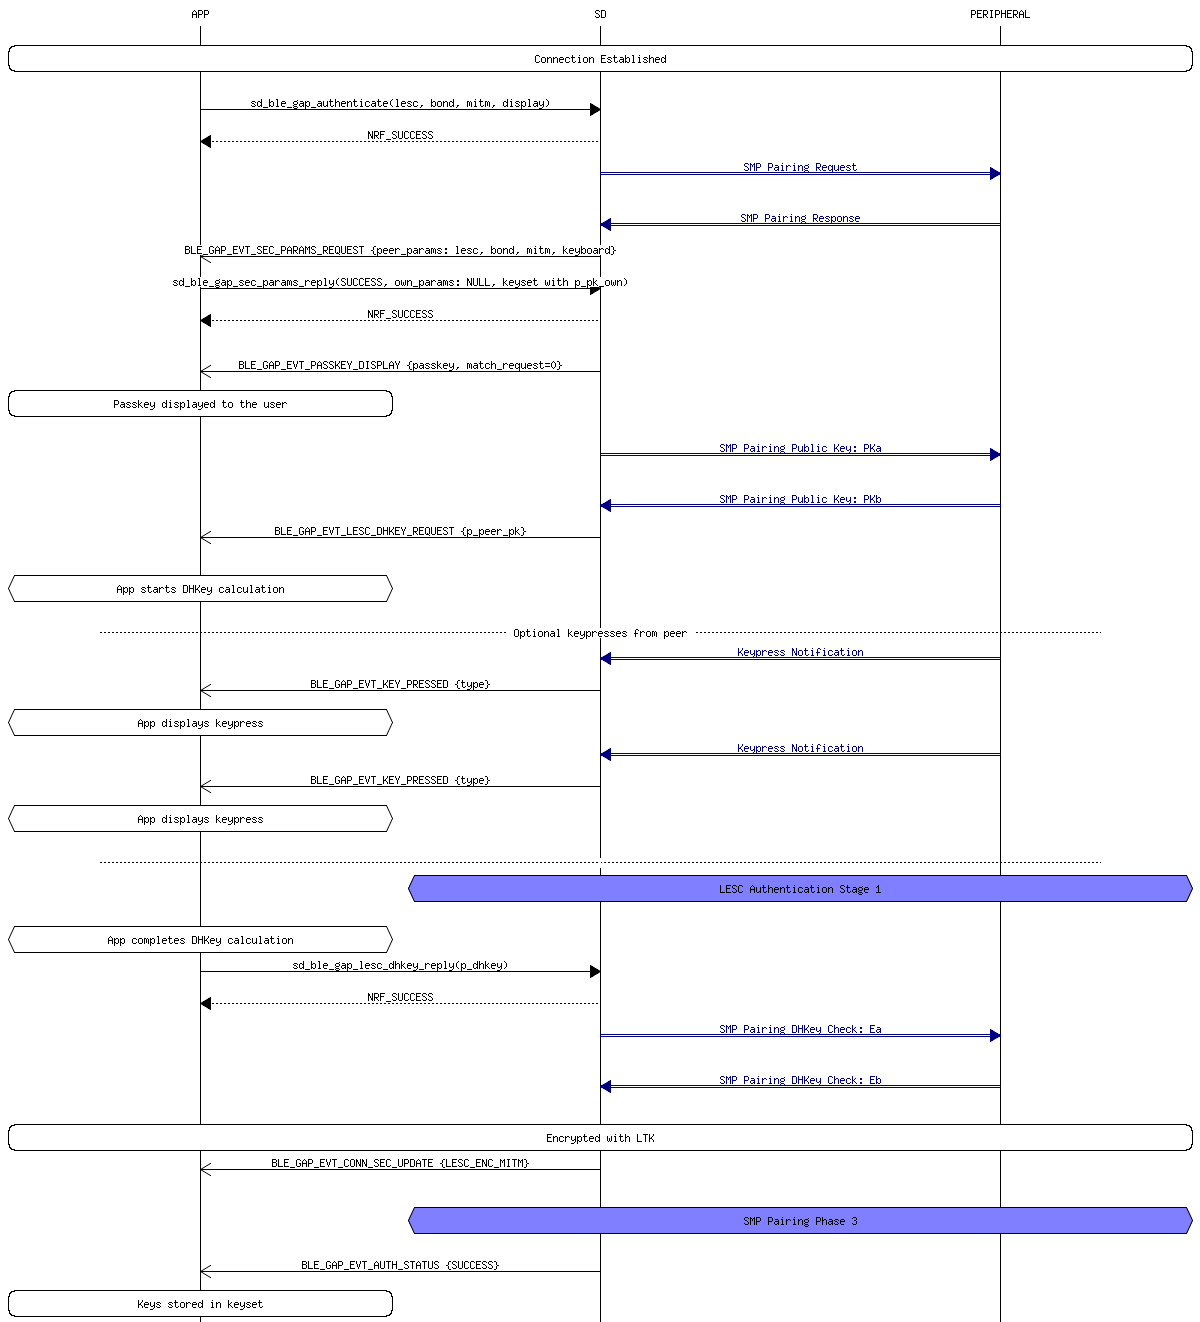 APP SD PERIPHERAL
Connection Established
sd_ble_gap_authenticate(lesc, bond, mitm, display)
NRF_SUCCESS
SMP Pairing Request
SMP Pairing Response
BLE_GAP_EVT_SEC_PARAMS_REQUEST {peer_params: lesc, bond, mitm, keyboard}
sd_ble_gap_sec_params_reply(SUCCESS, own_params: NULL, keyset with p_pk_own)
NRF_SUCCESS
BLE_GAP_EVT_PASSKEY_DISPLAY {passkey, match_request=0}
Passkey displayed to the user
SMP Pairing Public Key: PKa
SMP Pairing Public Key: PKb
BLE_GAP_EVT_LESC_DHKEY_REQUEST {p_peer_pk}
App starts DHKey calculation
Optional keypresses from peer
Keypress Notification
BLE_GAP_EVT_KEY_PRESSED {type}
App displays keypress
Keypress Notification
BLE_GAP_EVT_KEY_PRESSED {type}
App displays keypress
LESC Authentication Stage 1
App completes DHKey calculation
sd_ble_gap_lesc_dhkey_reply(p_dhkey)
NRF_SUCCESS
SMP Pairing DHKey Check: Ea
SMP Pairing DHKey Check: Eb
Encrypted with LTK
BLE_GAP_EVT_CONN_SEC_UPDATE {LESC_ENC_MITM}
SMP Pairing Phase 3
BLE_GAP_EVT_AUTH_STATUS {SUCCESS}
Keys stored in keyset